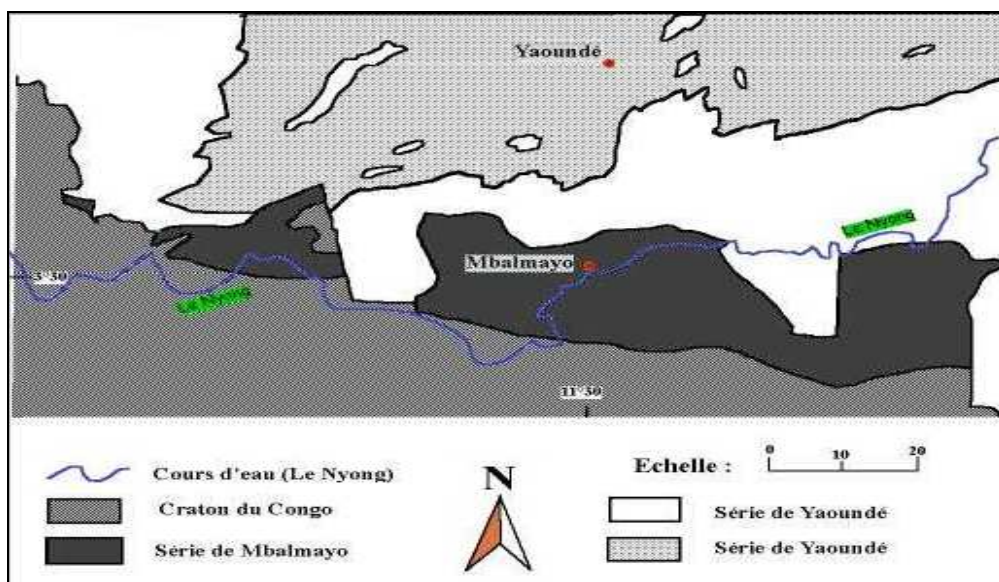 Yaoundé
Le Nyong
Mbalmayo
3°30
Le Nyong
11°30
Cours d'eau (Le Nyong)
Craton du Congo
Série de Mbalmayo
N
Echelle :
0 10 20
Série de Yaoundé
Série de Yaoundé